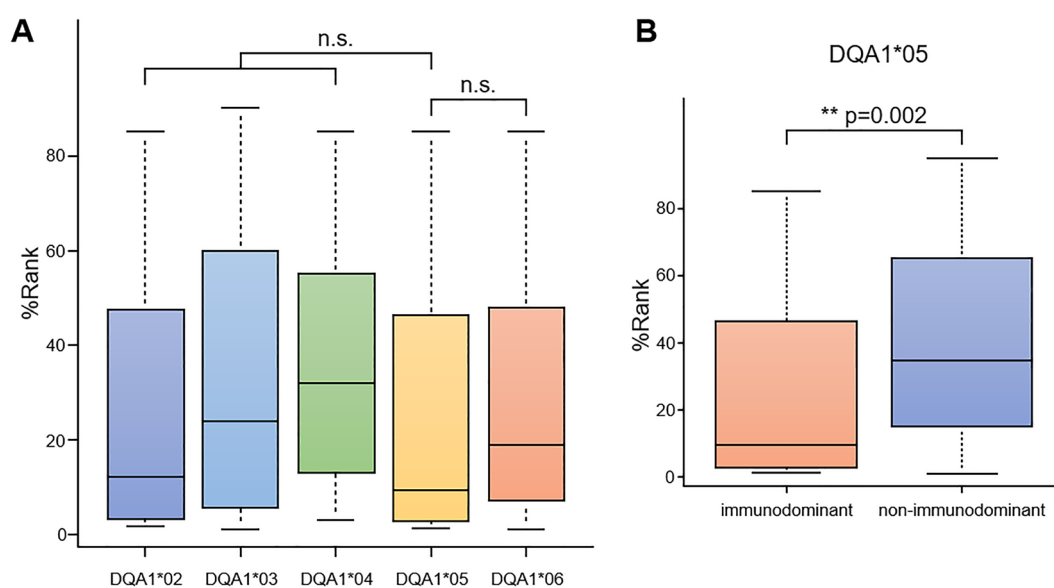 A
n.s.
n.s.
%Rank
80
60
40
20
0
DQA1*02 DQA1*03 DQA1*04 DQA1*05 DQA1*06
B
DQA1*05
** p=0.002
%Rank
80
60
40
20
0
immunodominant non-immunodominant